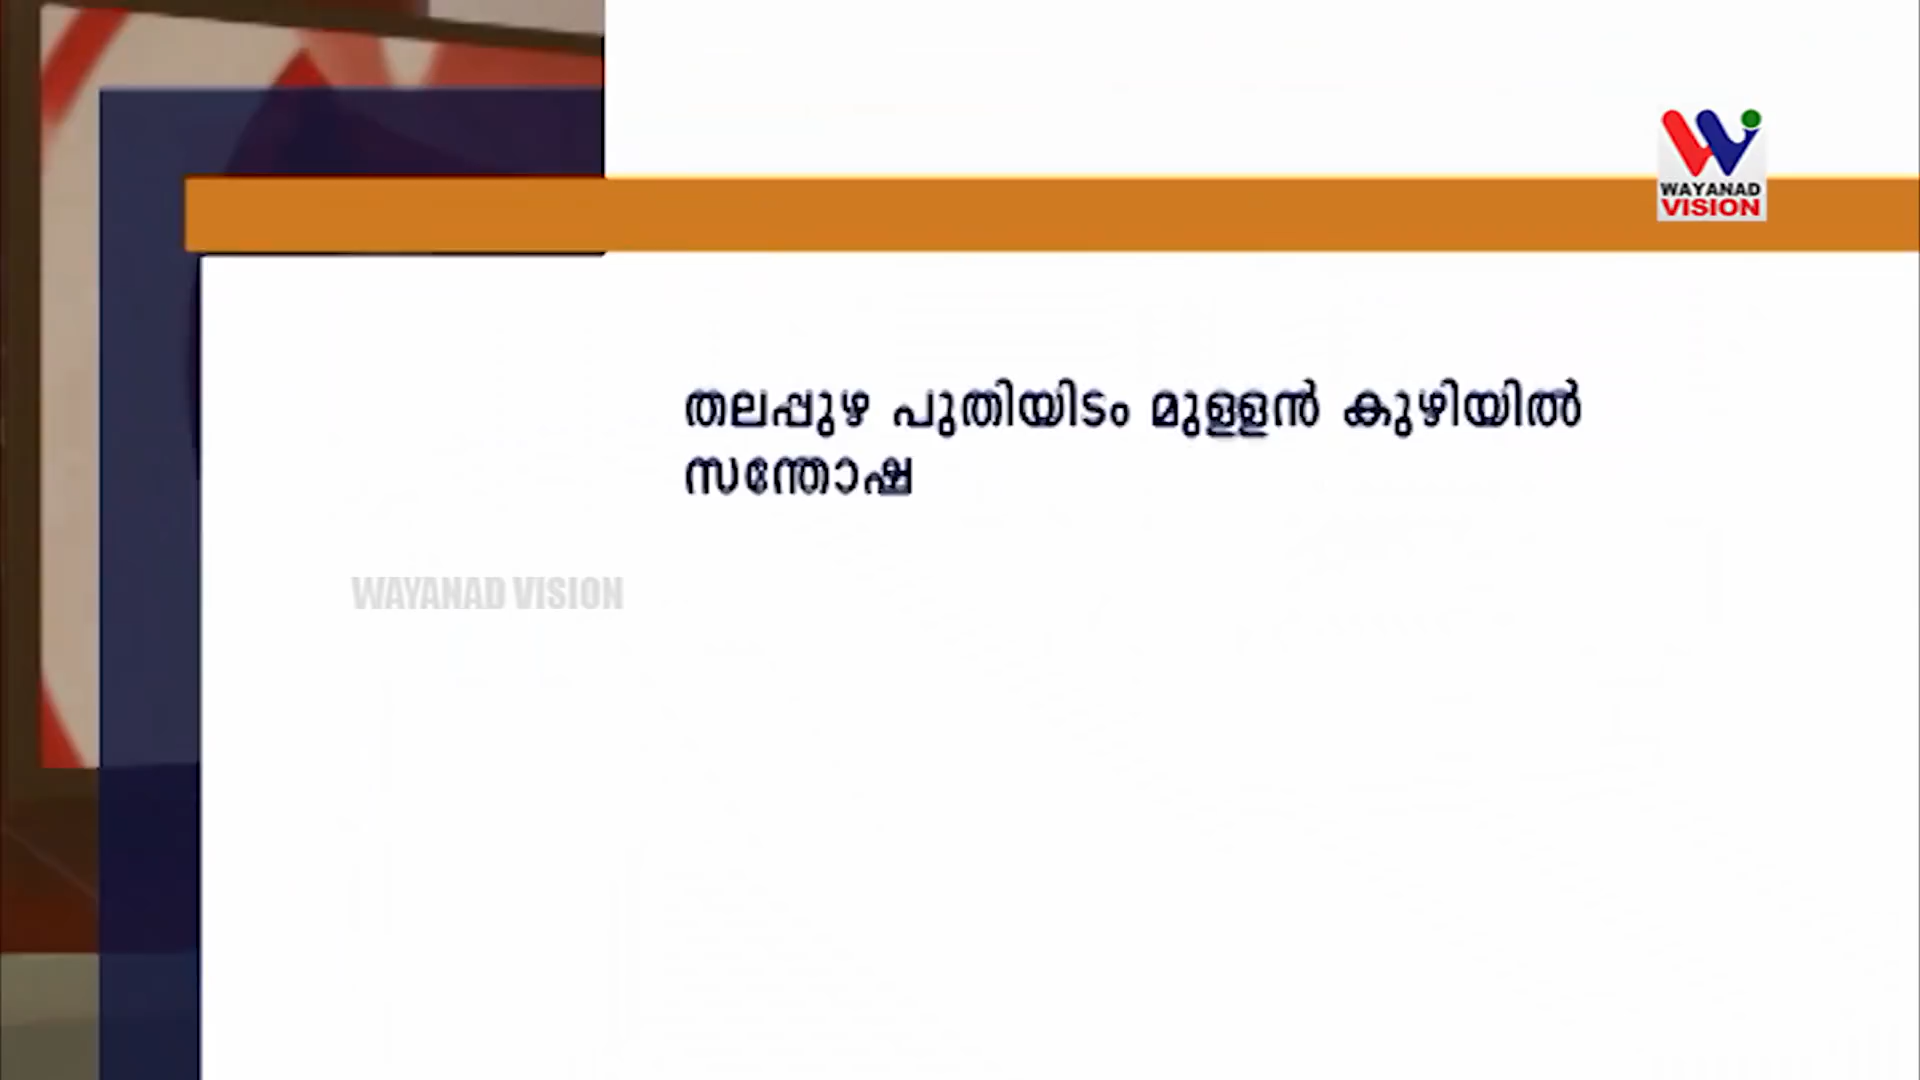 WAYANAD
VISION
തലപ്പുഴ പുതിയിടം മുള്ളൻ കുഴിയിൽ
സന്തോഷ
WAYANAD VISION